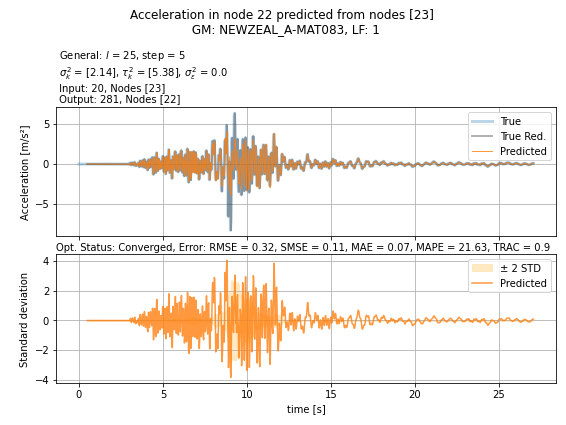 Acceleration in node 22 predicted from nodes [23]
GM: NEWZEAL_A-MAT083, LF: 1
General: l = 25, step = 5
σ²ₖ = [2.14], τ²ₖ = [5.38], σ²ε = 0.0
Input: 20, Nodes [23]
Output: 281, Nodes [22]
Acceleration [m/s²]
5
0
−5
True
True Red.
Predicted
Opt. Status: Converged, Error: RMSE = 0.32, SMSE = 0.11, MAE = 0.07, MAPE = 21.63, TRAC = 0.9
Standard deviation
4
2
0
−2
−4
± 2 STD
Predicted
0 5 10 15 20 25
time [s]